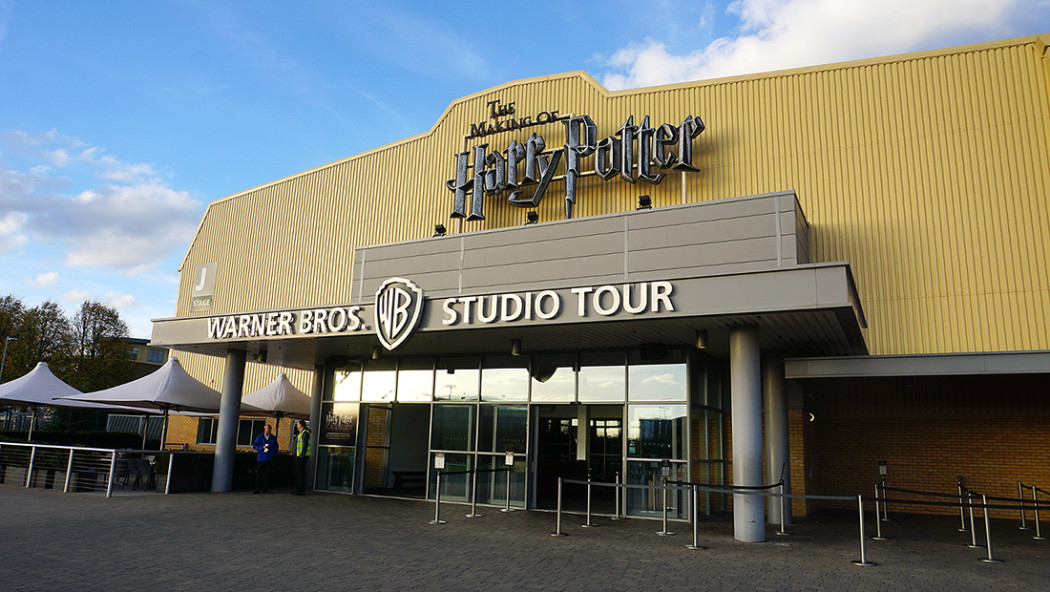 THE
MAKING OF
Harry Potter
J
STAGE
WARNER BROS. WB STUDIO TOUR